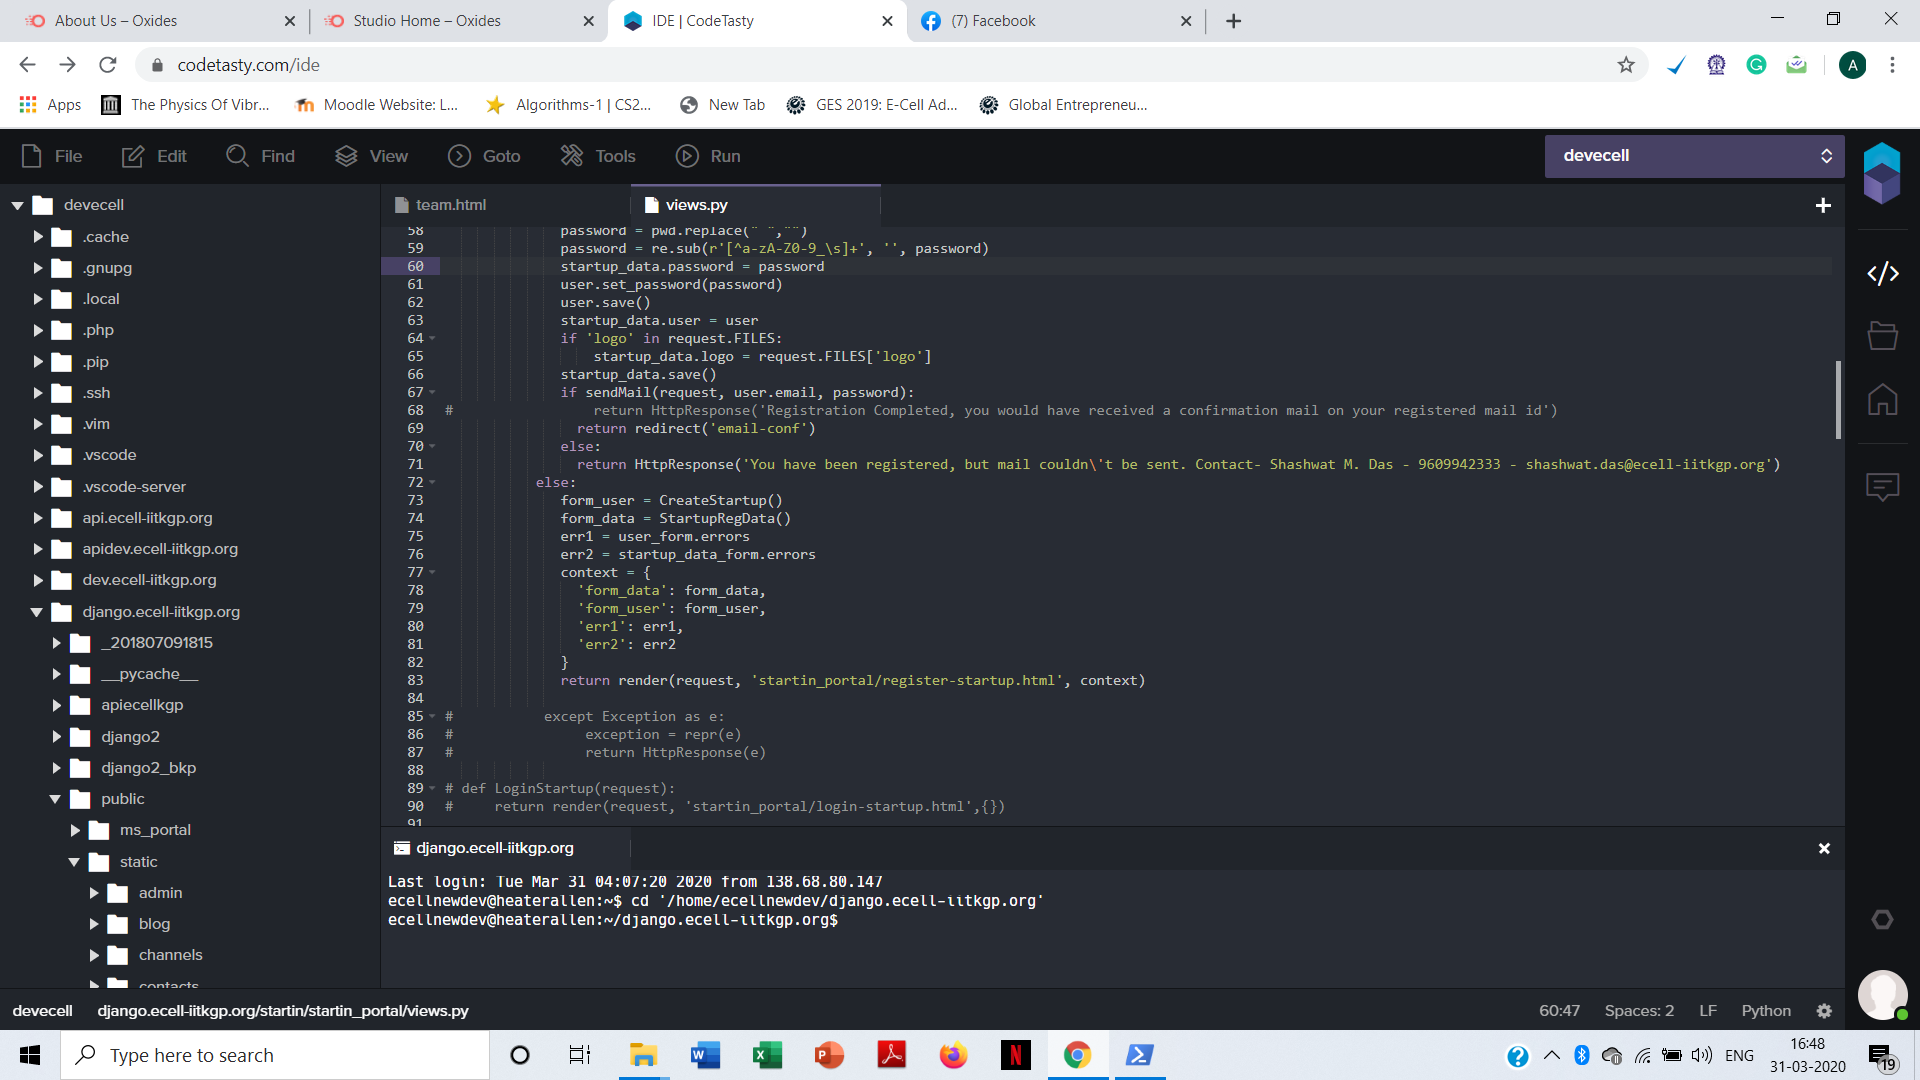 About Us – Oxides
Studio Home – Oxides
IDE | CodeTasty
(7) Facebook
codetasty.com/ide
A
Apps
The Physics Of Vibr...
Moodle Website: L...
Algorithms-1 | CS2...
New Tab
GES 2019: E-Cell Ad...
Global Entrepreneu...
File
Edit
Find
View
Goto
Tools
Run
devecell
devecell
.cache
.gnupg
.local
.php
.pip
.ssh
.vim
.vscode
.vscode-server
api.ecell-iitkgp.org
apidev.ecell-iitkgp.org
dev.ecell-iitkgp.org
django.ecell-iitkgp.org
_201807091815
__pycache__
apiecellkgp
django2
django2_bkp
public
ms_portal
static
admin
blog
channels
contacts
team.html
views.py
58 password = pwd.replace(" ","")
59 password = re.sub(r'[^a-zA-Z0-9_\s]+', '', password)
60 startup_data.password = password
61 user.set_password(password)
62 user.save()
63 startup_data.user = user
64 if 'logo' in request.FILES:
65 startup_data.logo = request.FILES['logo']
66 startup_data.save()
67 if sendMail(request, user.email, password):
68 # return HttpResponse('Registration Completed, you would have received a confirmation mail on your registered mail id')
69 return redirect('email-conf')
70 else:
71 return HttpResponse('You have been registered, but mail couldn\'t be sent. Contact- Shashwat M. Das - 9609942333 - shashwat.das@ecell-iitkgp.org')
72 else:
73 form_user = CreateStartup()
74 form_data = StartupRegData()
75 err1 = user_form.errors
76 err2 = startup_data_form.errors
77 context = {
78 'form_data': form_data,
79 'form_user': form_user,
80 'err1': err1,
81 'err2': err2
82 }
83 return render(request, 'startin_portal/register-startup.html', context)
84
85 # except Exception as e:
86 # exception = repr(e)
87 # return HttpResponse(e)
88
89 # def LoginStartup(request):
90 # return render(request, 'startin_portal/login-startup.html',{})
91
django.ecell-iitkgp.org
Last login: Tue Mar 31 04:07:20 2020 from 138.68.80.147
ecellnewdev@heaterallen:~$ cd '/home/ecellnewdev/django.ecell-iitkgp.org'
ecellnewdev@heaterallen:~/django.ecell-iitkgp.org$
devecell
django.ecell-iitkgp.org/startin/startin_portal/views.py
60:47
Spaces: 2
LF
Python
Type here to search
ENG
16:48
31-03-2020
19